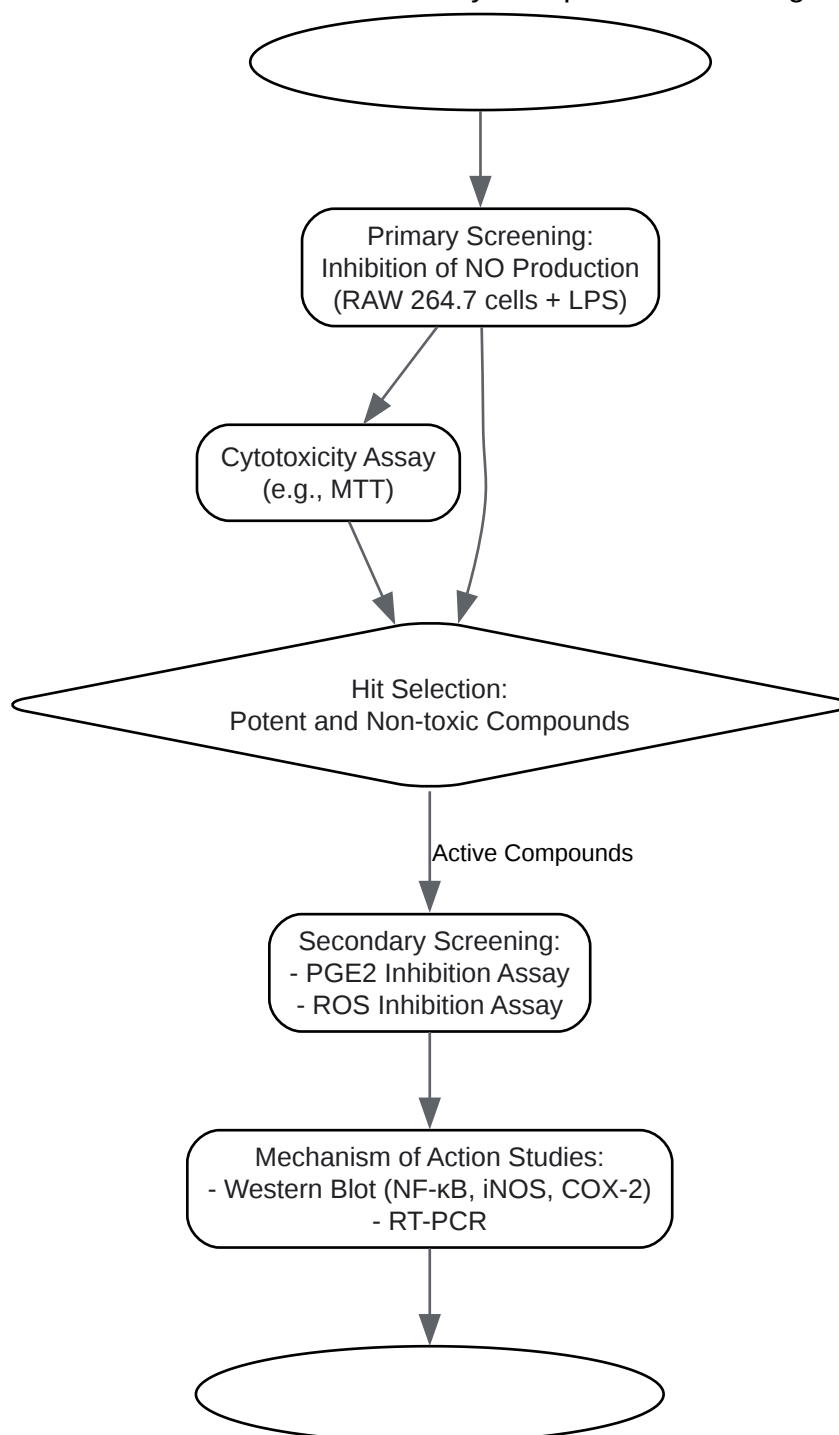 Primary Screening:
Inhibition of NO Production
(RAW 264.7 cells + LPS)
Cytotoxicity Assay
(e.g., MTT)
Hit Selection:
Potent and Non-toxic Compounds
Active Compounds
Secondary Screening:
- PGE2 Inhibition Assay
- ROS Inhibition Assay
Mechanism of Action Studies:
- Western Blot (NF-κB, iNOS, COX-2)
- RT-PCR